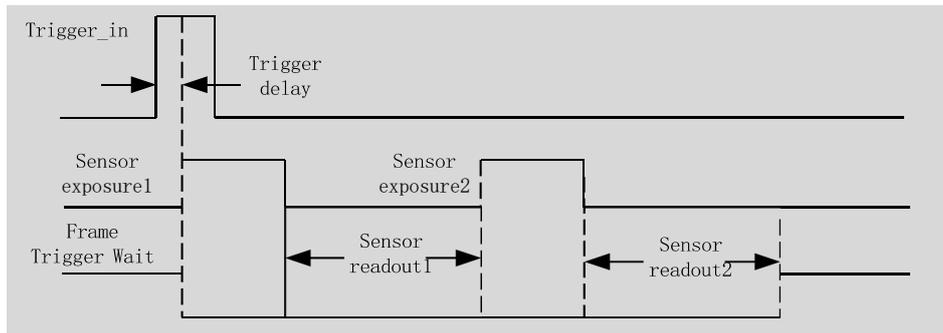 Trigger_in
Trigger
delay
Sensor
exposure1
Sensor
exposure2
Frame
Trigger Wait
Sensor
readout1
Sensor
readout2